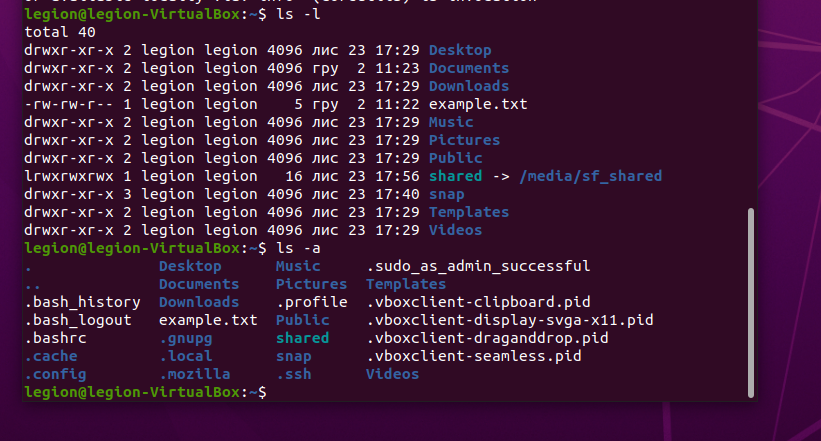 legion@legion-VirtualBox:~$ ls -l
total 40
drwxr-xr-x 2 legion legion 4096 лис 23 17:29 Desktop
drwxr-xr-x 2 legion legion 4096 гру  2 11:23 Documents
drwxr-xr-x 2 legion legion 4096 лис 23 17:29 Downloads
-rw-rw-r-- 1 legion legion    5 гру  2 11:22 example.txt
drwxr-xr-x 2 legion legion 4096 лис 23 17:29 Music
drwxr-xr-x 2 legion legion 4096 лис 23 17:29 Pictures
drwxr-xr-x 2 legion legion 4096 лис 23 17:29 Public
lrwxrwxrwx 1 legion legion   16 лис 23 17:56 shared -> /media/sf_shared
drwxr-xr-x 3 legion legion 4096 лис 23 17:40 snap
drwxr-xr-x 2 legion legion 4096 лис 23 17:29 Templates
drwxr-xr-x 2 legion legion 4096 лис 23 17:29 Videos
legion@legion-VirtualBox:~$ ls -a
.              Desktop      Music     .sudo_as_admin_successful
..             Documents    Pictures  Templates
.bash_history  Downloads    .profile  .vboxclient-clipboard.pid
.bash_logout   example.txt  Public    .vboxclient-display-svga-x11.pid
.bashrc        .gnupg       shared    .vboxclient-draganddrop.pid
.cache         .local       snap      .vboxclient-seamless.pid
.config        .mozilla     .ssh      Videos
legion@legion-VirtualBox:~$